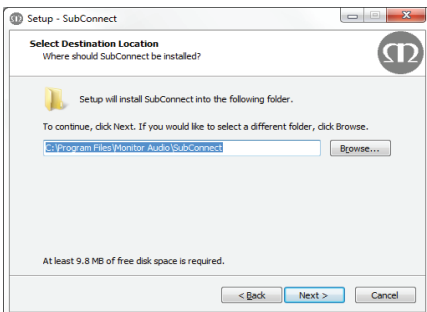 Setup - SubConnect
Select Destination Location
Where should SubConnect be installed?
Setup will install SubConnect into the following folder.
To continue, click Next. If you would like to select a different folder, click Browse.
C:\Program Files\Monitor Audio\SubConnect
Browse...
At least 9.8 MB of free disk space is required.
< Back
Next >
Cancel